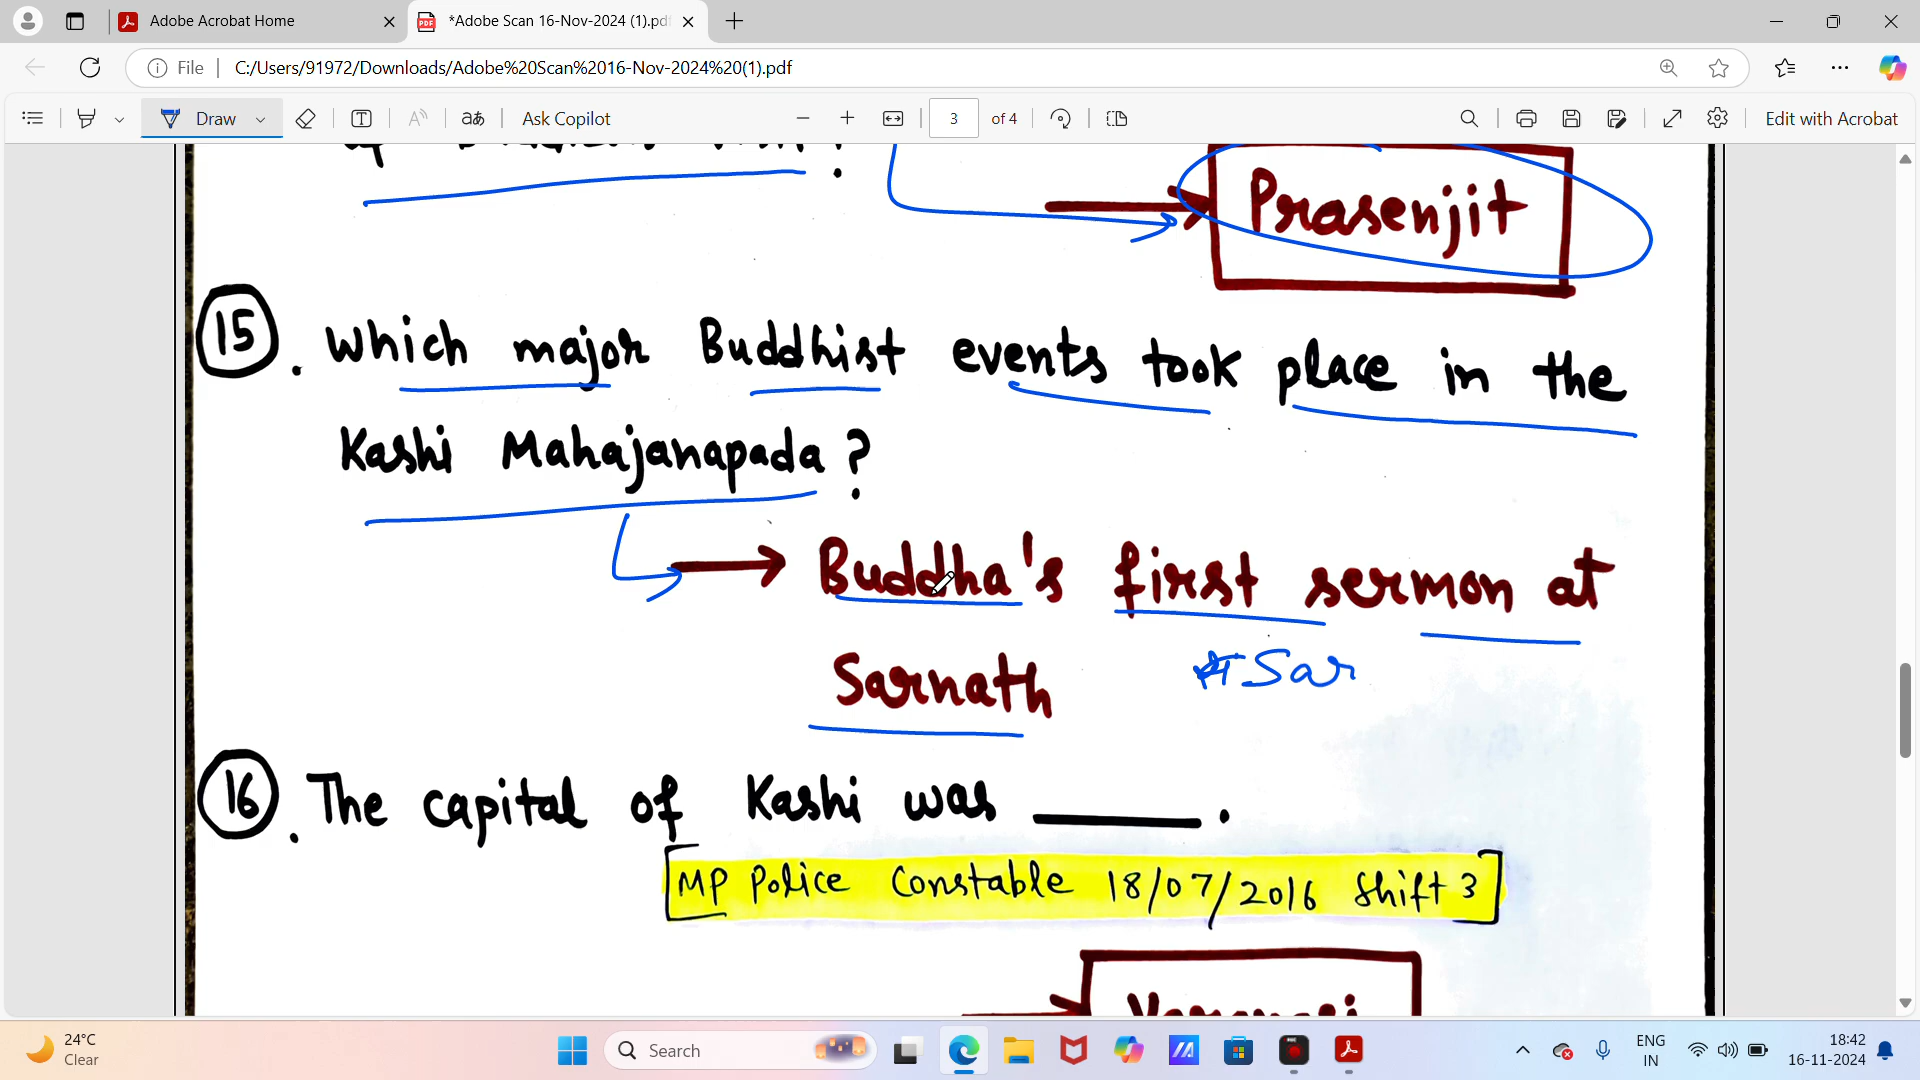 Adobe Acrobat Home
*Adobe Scan 16-Nov-2024 (1).pdf
File
C:/Users/91972/Downloads/Adobe%20Scan%2016-Nov-2024%20(1).pdf
Draw
Ask Copilot
3 of 4
Edit with Acrobat
Prasenjit
15. Which major Buddhist events took place in the
Kashi Mahajanapada?
Buddha's first sermon at
Sarnath
Sar
16. The capital of Kashi was ______.
[MP Police Constable 18/07/2016 Shift 3]
Varanasi
24°C
Clear
Search
ENG
IN
18:42
16-11-2024